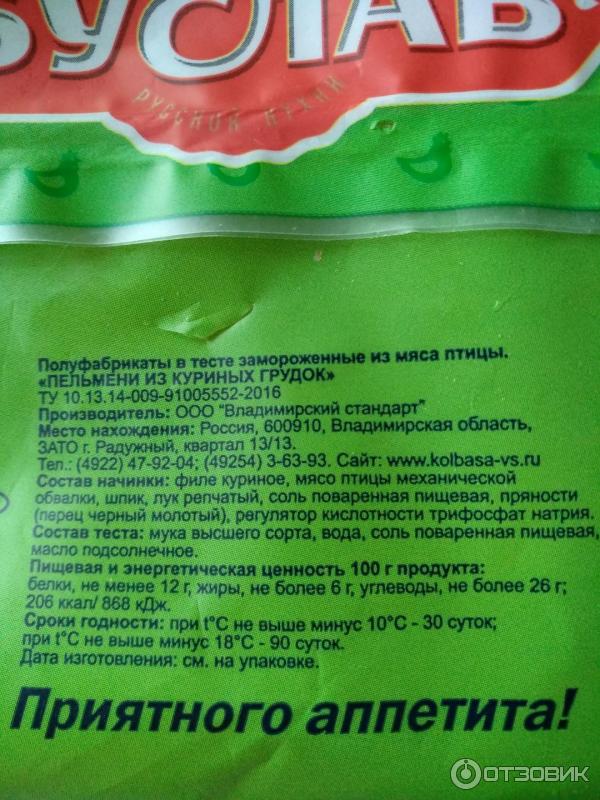 БУСЛАВ
РУССКОЙ КУХНИ
Полуфабрикаты в тесте замороженные из мяса птицы.
«ПЕЛЬМЕНИ ИЗ КУРИНЫХ ГРУДОК»
ТУ 10.13.14-009-91005552-2016
Производитель: ООО "Владимирский стандарт"
Место нахождения: Россия, 600910, Владимирская область,
ЗАТО г. Радужный, квартал 13/13.
Тел.: (4922) 47-92-04; (49254) 3-63-93. Сайт: www.kolbasa-vs.ru
Состав начинки: филе куриное, мясо птицы механической
обвалки, шпик, лук репчатый, соль поваренная пищевая, пряности
(перец черный молотый), регулятор кислотности трифосфат натрия.
Состав теста: мука высшего сорта, вода, соль поваренная пищевая,
масло подсолнечное.
Пищевая и энергетическая ценность 100 г продукта:
белки, не менее 12 г, жиры, не более 6 г, углеводы, не более 26 г;
206 ккал/ 868 кДж.
Сроки годности: при t°C не выше минус 10°C - 30 суток;
при t°C не выше минус 18°C - 90 суток.
Дата изготовления: см. на упаковке.
Приятного аппетита!
ОТЗОВИК